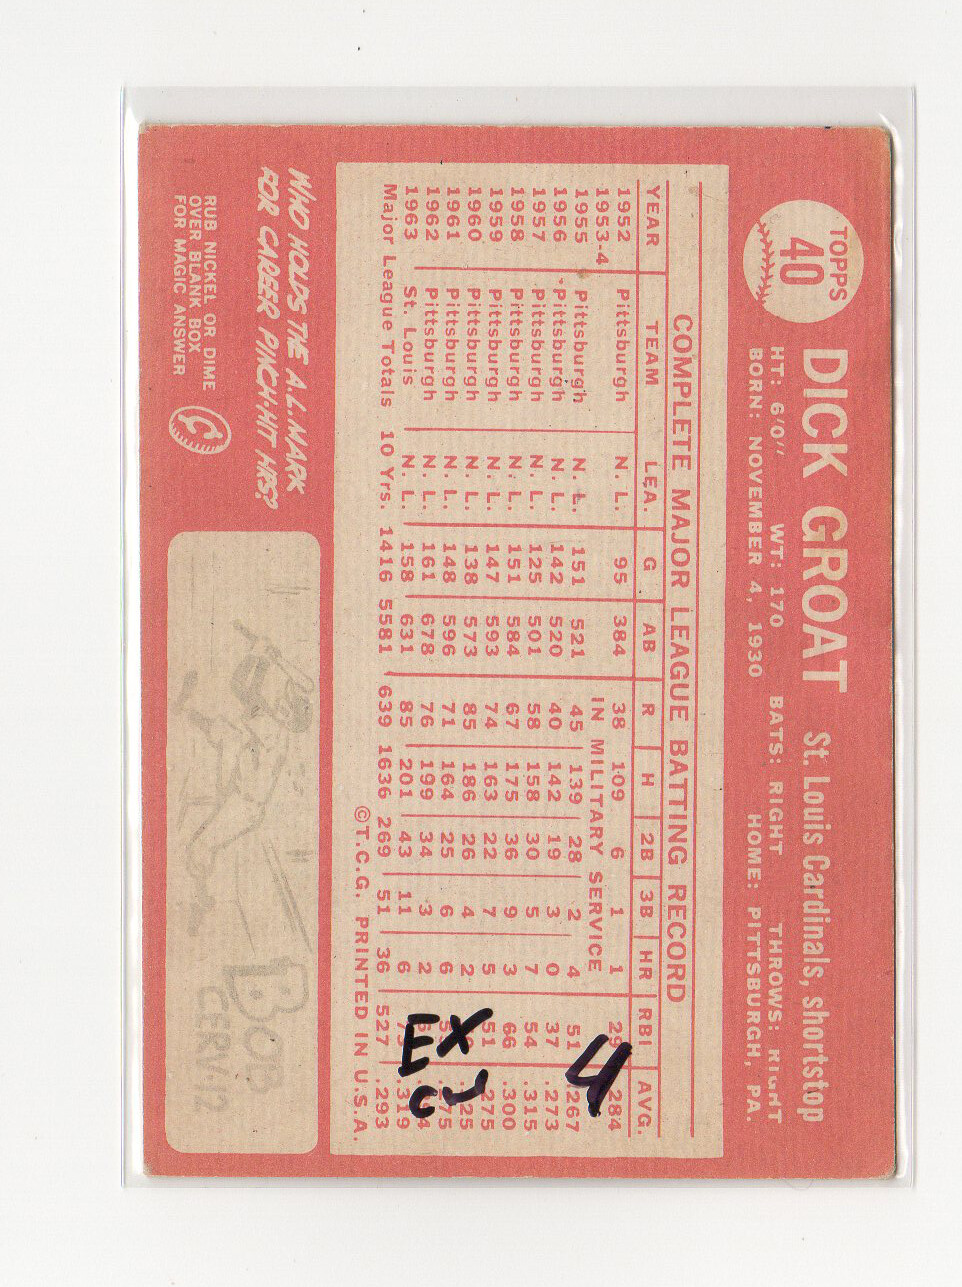 TOPPS
40
DICK GROAT St. Louis Cardinals, shortstop
HT: 6'0" WT: 170 BATS: RIGHT THROWS: RIGHT
BORN: NOVEMBER 4, 1930 HOME: PITTSBURGH, PA.
COMPLETE MAJOR LEAGUE BATTING RECORD
YEAR TEAM LEA. G AB R H 2B 3B HR RBI AVG.
1952 Pittsburgh N. L. 95 384 38 109 6 1 1 29 .284
1953-4 IN MILITARY SERVICE
1955 Pittsburgh N. L. 151 521 45 139 28 2 4 51 .267
1956 Pittsburgh N. L. 142 520 40 142 19 3 0 37 .273
1957 Pittsburgh N. L. 125 501 58 158 30 5 7 54 .315
1958 Pittsburgh N. L. 151 584 67 175 36 9 3 66 .300
1959 Pittsburgh N. L. 147 593 74 163 22 7 5 51 .275
1960 Pittsburgh N. L. 138 573 85 186 26 4 2
1961 Pittsburgh N. L. 148 596 71 164 25 6 6
1962 Pittsburgh N. L. 161 678 76 199 34 3 2
1963 St. Louis N. L. 158 631 85 201 43 11 6 .319
Major League Totals 10 Yrs. 1416 5581 639 1636 269 51 36 527 .293
©T.C.G. PRINTED IN U.S.A.
4
EX
WHO HOLDS THE A.L. MARK
FOR CAREER PINCH-HIT HRS?
RUB NICKEL OR DIME
OVER BLANK BOX
FOR MAGIC ANSWER
BOB
CERV-12